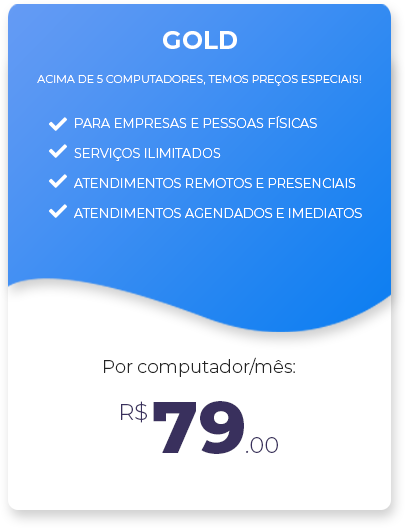 GOLD
ACIMA DE 5 COMPUTADORES, TEMOS PREÇOS ESPECIAIS!
PARA EMPRESAS E PESSOAS FÍSICAS
SERVIÇOS ILIMITADOS
ATENDIMENTOS REMOTOS E PRESENCIAIS
ATENDIMENTOS AGENDADOS E IMEDIATOS
Por computador/mês:
R$ 79.00